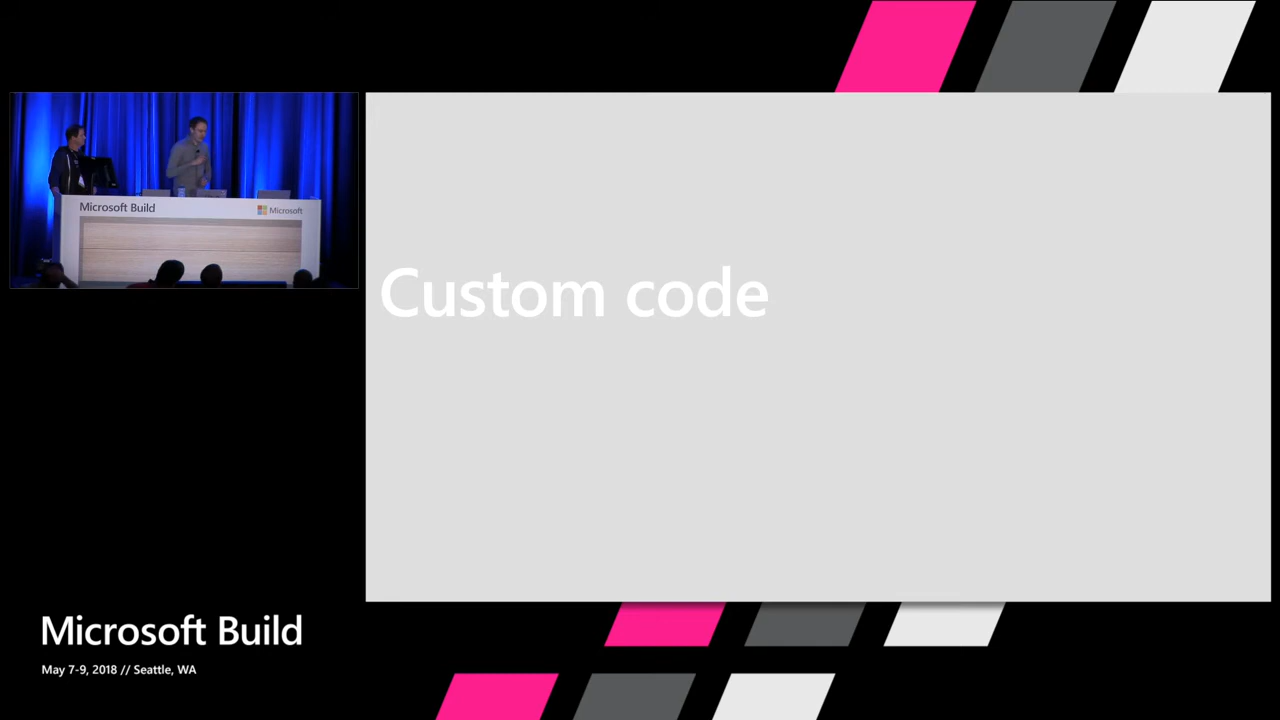 Microsoft Build
Microsoft
Custom code
Microsoft Build
May 7-9, 2018 // Seattle, WA